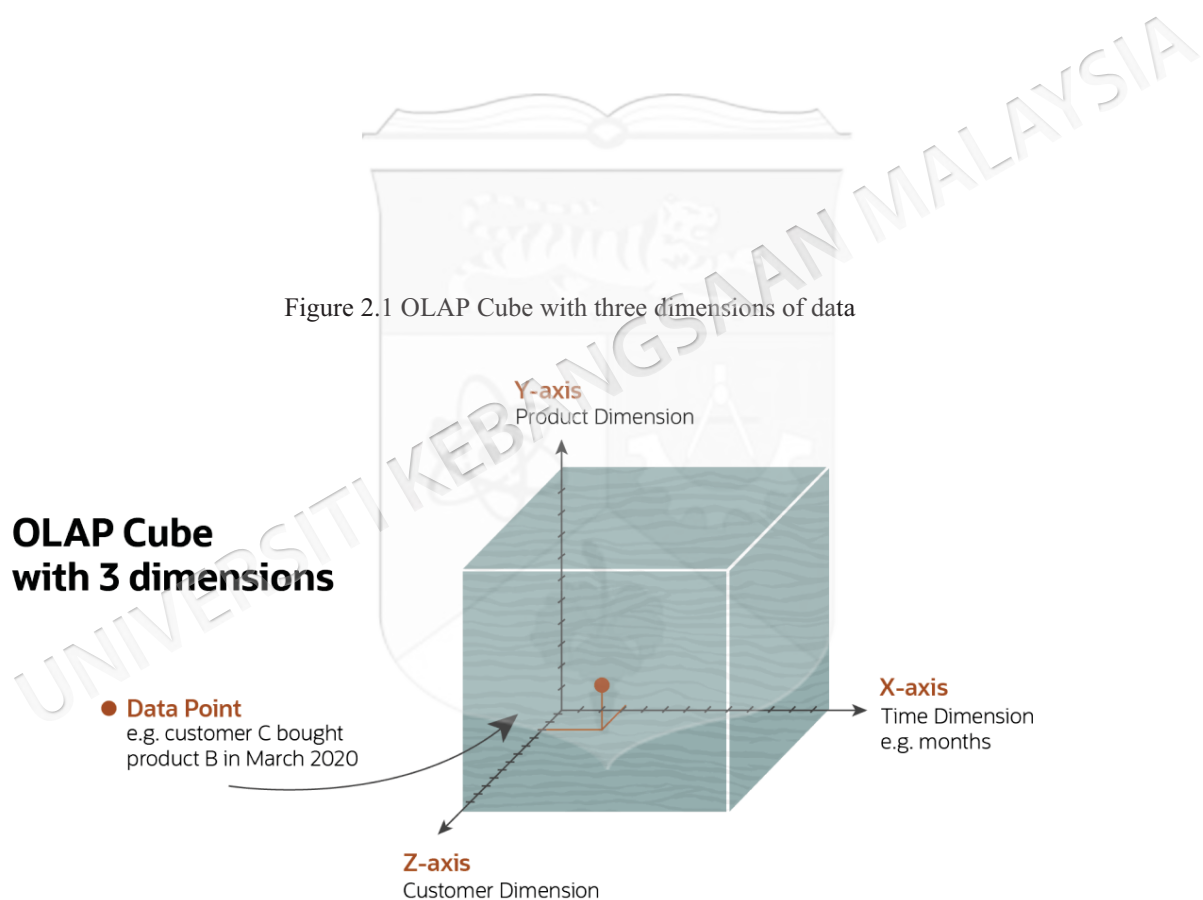 UNIVERSITI KEBANGSAAN MALAYSIA
Figure 2.1 OLAP Cube with three dimensions of data
Y-axis
Product Dimension
OLAP Cube
with 3 dimensions
Data Point
e.g. customer C bought
product B in March 2020
X-axis
Time Dimension
e.g. months
Z-axis
Customer Dimension